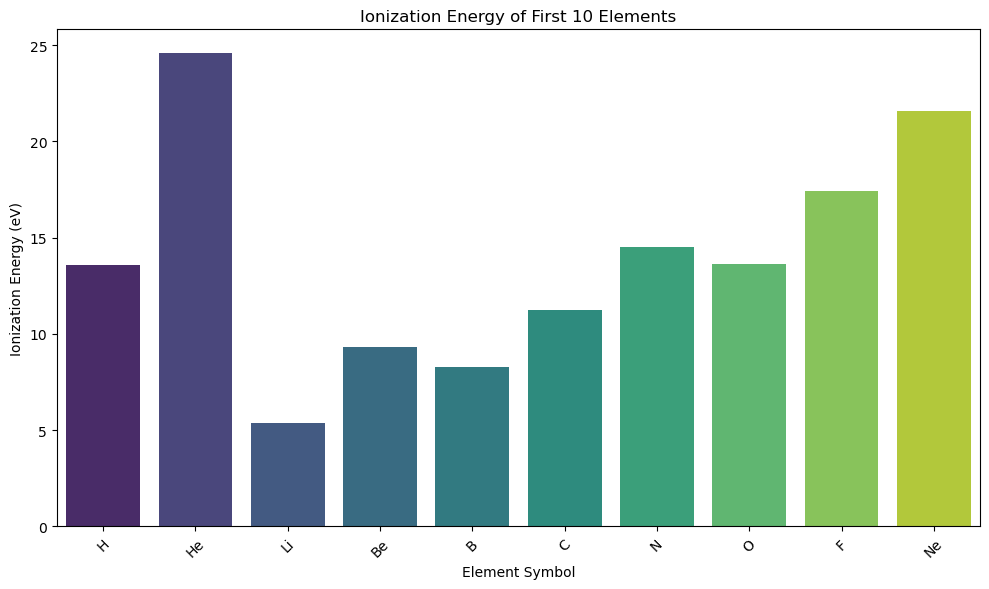 Ionization Energy of First 10 Elements
Ionization Energy (eV)
25
20
15
10
5
0
H
He
Li
Be
B
C
N
O
F
Ne
Element Symbol